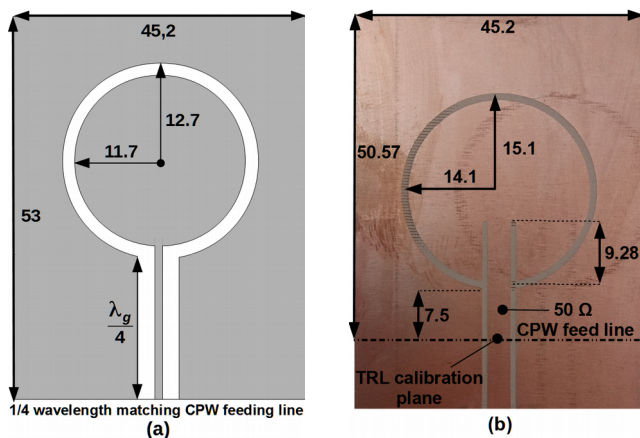 45,2
12.7
11.7
53
λg
4
1/4 wavelength matching CPW feeding line
(a)
45.2
50.57
15.1
14.1
9.28
7.5
50 Ω
CPW feed line
TRL calibration
plane
(b)